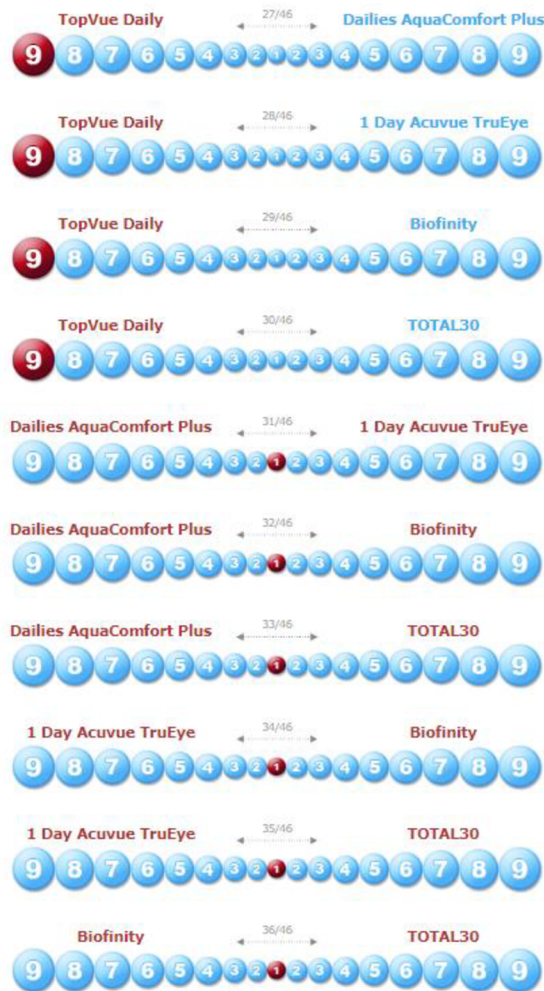 27/46
TopVue Daily Dailies AquaComfort Plus
9 8 7 6 5 4 3 2 1 2 3 4 5 6 7 8 9
28/46
TopVue Daily 1 Day Acuvue TruEye
9 8 7 6 5 4 3 2 1 2 3 4 5 6 7 8 9
29/46
TopVue Daily Biofinity
9 8 7 6 5 4 3 2 1 2 3 4 5 6 7 8 9
30/46
TopVue Daily TOTAL30
9 8 7 6 5 4 3 2 1 2 3 4 5 6 7 8 9
31/46
Dailies AquaComfort Plus 1 Day Acuvue TruEye
9 8 7 6 5 4 3 2 1 2 3 4 5 6 7 8 9
32/46
Dailies AquaComfort Plus Biofinity
9 8 7 6 5 4 3 2 1 2 3 4 5 6 7 8 9
33/46
Dailies AquaComfort Plus TOTAL30
9 8 7 6 5 4 3 2 1 2 3 4 5 6 7 8 9
34/46
1 Day Acuvue TruEye Biofinity
9 8 7 6 5 4 3 2 1 2 3 4 5 6 7 8 9
35/46
1 Day Acuvue TruEye TOTAL30
9 8 7 6 5 4 3 2 1 2 3 4 5 6 7 8 9
36/46
Biofinity TOTAL30
9 8 7 6 5 4 3 2 1 2 3 4 5 6 7 8 9